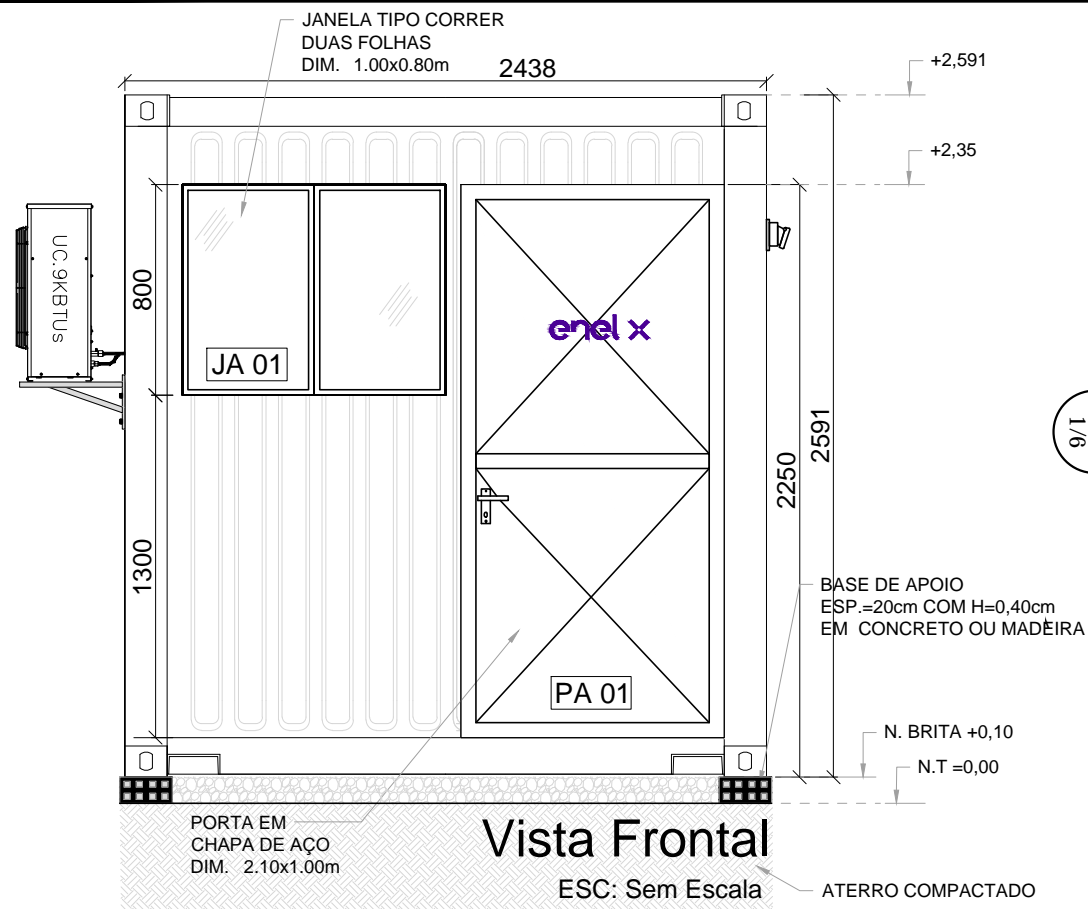 JANELA TIPO CORRER
DUAS FOLHAS
DIM. 1.00x0.80m
2438
+2,591
+2,35
UC.9KBTUs
800
JA 01
enel x
1/6
2591
2250
1300
BASE DE APOIO
ESP.=20cm COM H=0,40cm
EM CONCRETO OU MADEIRA
PA 01
N. BRITA +0,10
N.T =0,00
PORTA EM
CHAPA DE AÇO
DIM. 2.10x1.00m
Vista Frontal
ESC: Sem Escala
ATERRO COMPACTADO